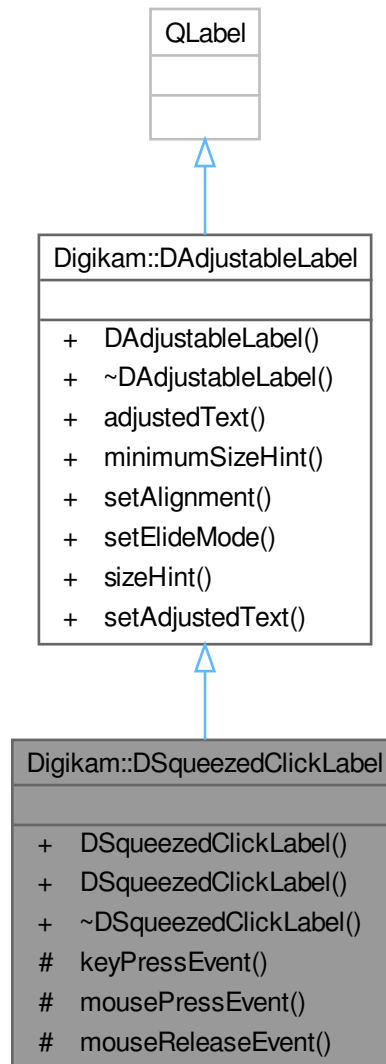 QLabel
Digikam::DAdjustableLabel
+ DAdjustableLabel()
+ ~DAdjustableLabel()
+ adjustedText()
+ minimumSizeHint()
+ setAlignment()
+ setElideMode()
+ sizeHint()
+ setAdjustedText()
Digikam::DSqueezedClickLabel
+ DSqueezedClickLabel()
+ DSqueezedClickLabel()
+ ~DSqueezedClickLabel()
# keyPressEvent()
# mousePressEvent()
# mouseReleaseEvent()